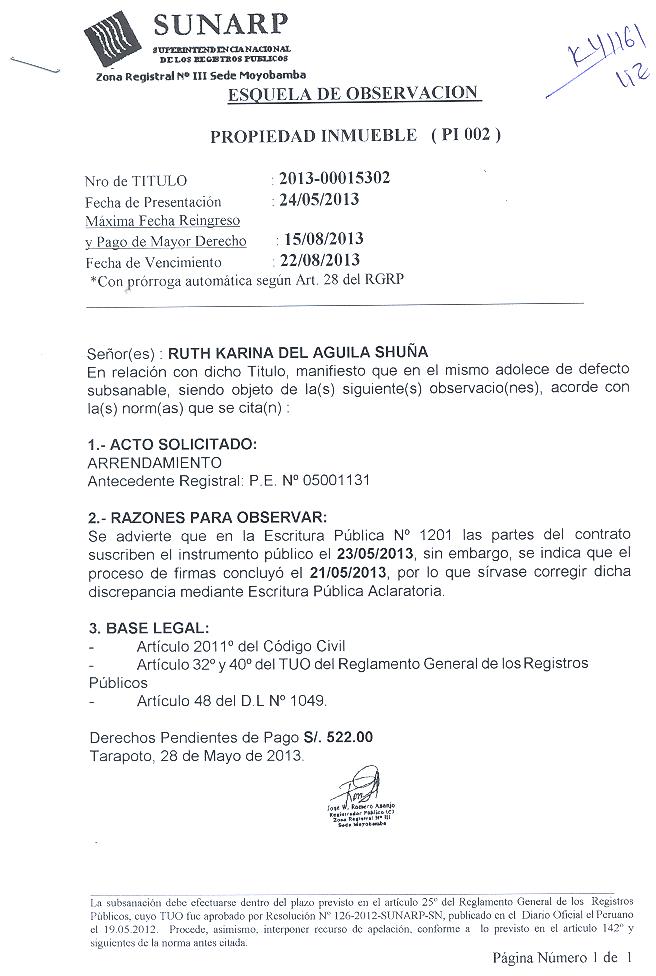 SUNARP
SUPERINTENDENCIA NACIONAL
DE LOS REGISTROS PUBLICOS
Zona Registral Nº III Sede Moyobamba
K41161
112
ESQUELA DE OBSERVACION
PROPIEDAD INMUEBLE ( PI 002 )
Nro de TITULO : 2013-00015302
Fecha de Presentación : 24/05/2013
Máxima Fecha Reingreso
y Pago de Mayor Derecho : 15/08/2013
Fecha de Vencimiento : 22/08/2013
*Con prórroga automática según Art. 28 del RGRP
Señor(es) : RUTH KARINA DEL AGUILA SHUÑA
En relación con dicho Titulo, manifiesto que en el mismo adolece de defecto
subsanable, siendo objeto de la(s) siguiente(s) observacio(nes), acorde con
la(s) norm(as) que se cita(n) :
1.- ACTO SOLICITADO:
ARRENDAMIENTO
Antecedente Registral: P.E. Nº 05001131
2.- RAZONES PARA OBSERVAR:
Se advierte que en la Escritura Pública Nº 1201 las partes del contrato
suscriben el instrumento público el 23/05/2013, sin embargo, se indica que el
proceso de firmas concluyó el 21/05/2013, por lo que sírvase corregir dicha
discrepancia mediante Escritura Pública Aclaratoria.
3. BASE LEGAL:
- Artículo 2011º del Código Civil
- Artículo 32º y 40º del TUO del Reglamento General de los Registros
Públicos
- Artículo 48 del D.L Nº 1049.
Derechos Pendientes de Pago S/. 522.00
Tarapoto, 28 de Mayo de 2013.
José W. Romero Asenjo
Registrador Público (C)
Zona Registral Nº III
Sede Moyobamba
La subsanación debe efectuarse dentro del plazo previsto en el artículo 25º del Reglamento General de los Registros
Públicos, cuyo TUO fue aprobado por Resolución Nº 126-2012-SUNARP-SN, publicado en el Diario Oficial el Peruano
el 19.05.2012. Procede, asimismo, interponer recurso de apelación, conforme a lo previsto en el artículo 142º y
siguientes de la norma antes citada.
Página Número 1 de 1